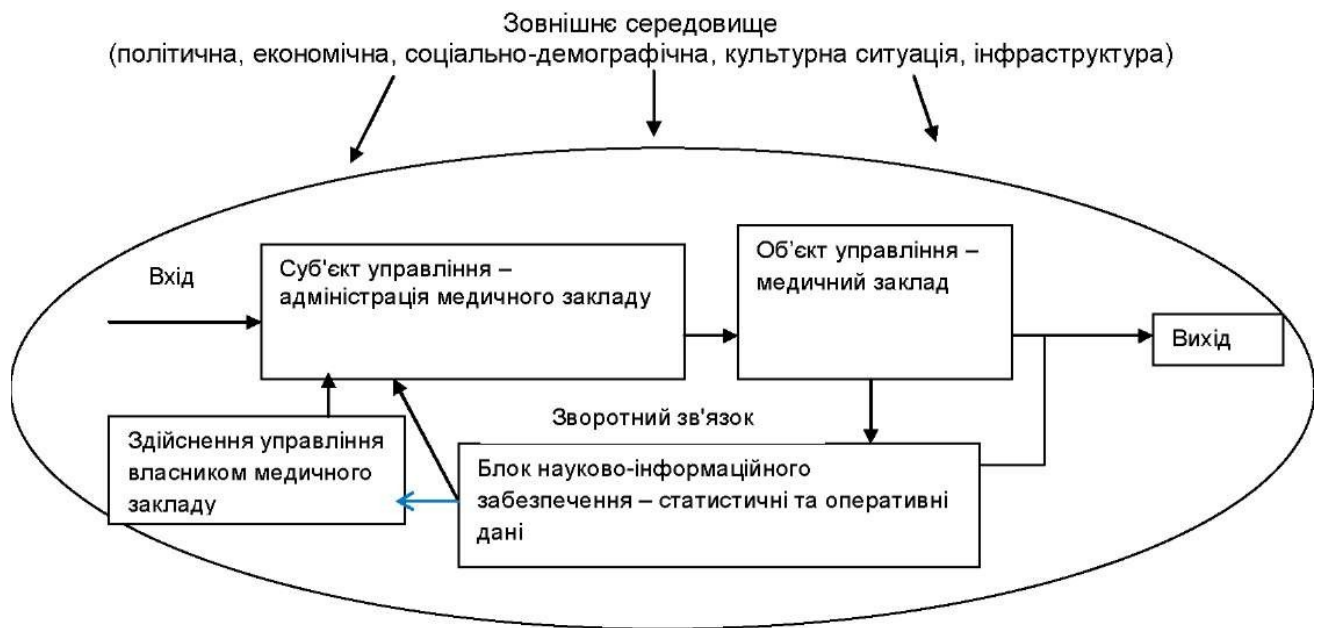 Зовнішнє середовище
(політична, економічна, соціально-демографічна, культурна ситуація, інфраструктура)
Вхід
Суб'єкт управління –
адміністрація медичного закладу
Об’єкт управління –
медичний заклад
Вихід
Зворотний зв'язок
Здійснення управління
власником медичного
закладу
Блок науково-інформаційного
забезпечення – статистичні та оперативні
дані